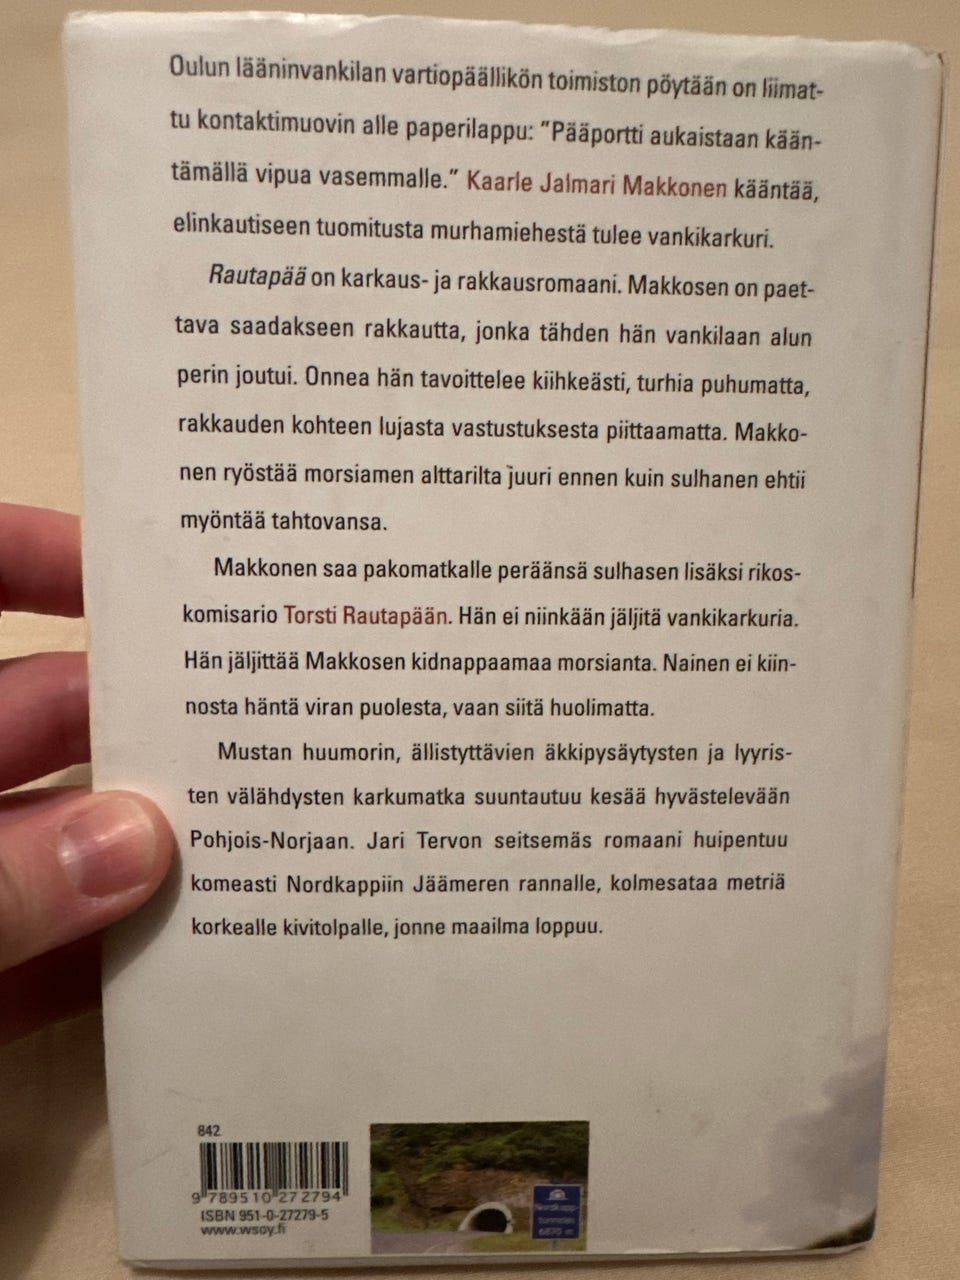 Oulun lääninvankilan vartiopäällikön toimiston pöytään on liimat-
tu kontaktimuovin alle paperilappu: ”Pääportti aukaistaan kään-
tämällä vipua vasemmalle.” Kaarle Jalmari Makkonen kääntää,
elinkautiseen tuomitusta murhamiehestä tulee vankikarkuri.
Rautapää on karkaus- ja rakkausromaani. Makkosen on paet-
tava saadakseen rakkautta, jonka tähden hän vankilaan alun
perin joutui. Onnea hän tavoittelee kiihkeästi, turhia puhumatta,
rakkauden kohteen lujasta vastustuksesta piittaamatta. Makko-
nen ryöstää morsiamen alttarilta juuri ennen kuin sulhanen ehtii
myöntää tahtovansa.
Makkonen saa pakomatkalle peräänsä sulhasen lisäksi rikos-
komisario Torsti Rautapään. Hän ei niinkään jäljitä vankikarkuria.
Hän jäljittää Makkosen kidnappaamaa morsianta. Nainen ei kiin-
nosta häntä viran puolesta, vaan siitä huolimatta.
Mustan huumorin, ällistyttävien äkkipysäytysten ja lyyris-
ten välähdysten karkumatka suuntautuu kesää hyvästelevään
Pohjois-Norjaan. Jari Tervon seitsemäs romaani huipentuu
komeasti Nordkappiin Jäämeren rannalle, kolmesataa metriä
korkealle kivitolpalle, jonne maailma loppuu.
842
9 789510 272794
ISBN 951-0-27279-5
www.wsoy.fi
Nordkapp-
tunnelen
6870 m